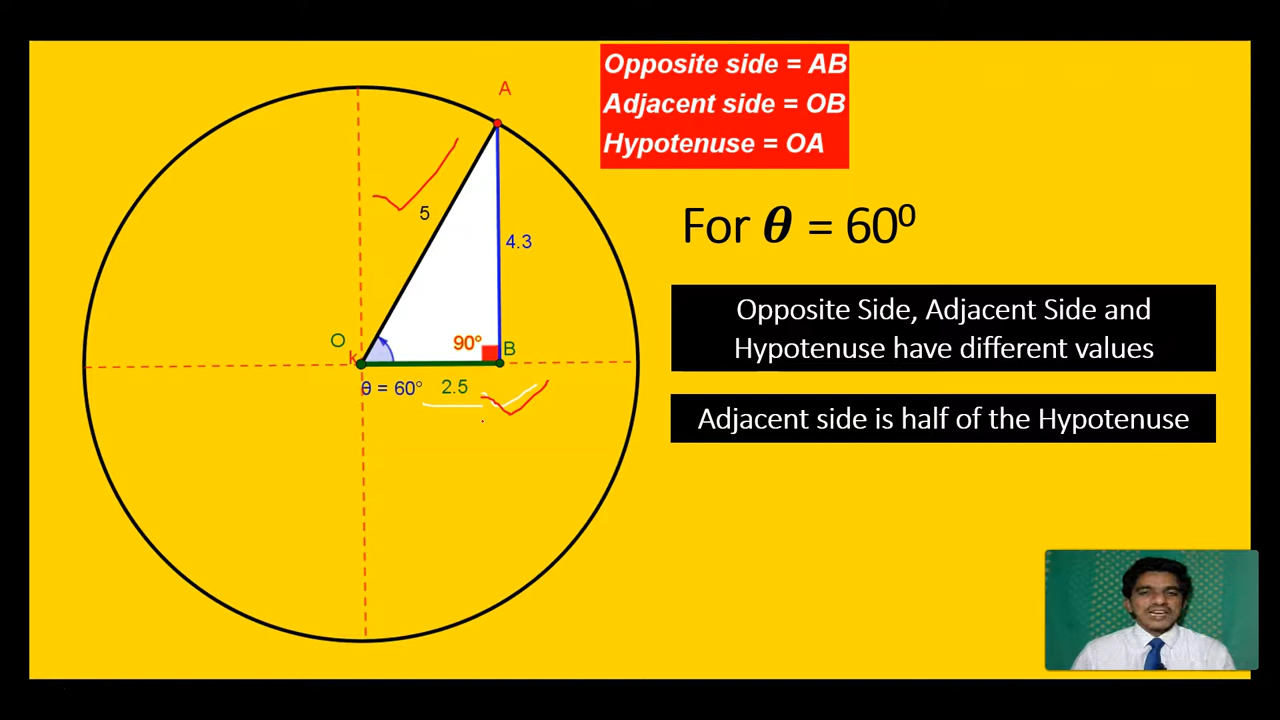 A
Opposite side = AB
Adjacent side = OB
Hypotenuse = OA
5
4.3
For θ = 60⁰
O
k
90°
B
θ = 60°
2.5
Opposite Side, Adjacent Side and
Hypotenuse have different values
Adjacent side is half of the Hypotenuse